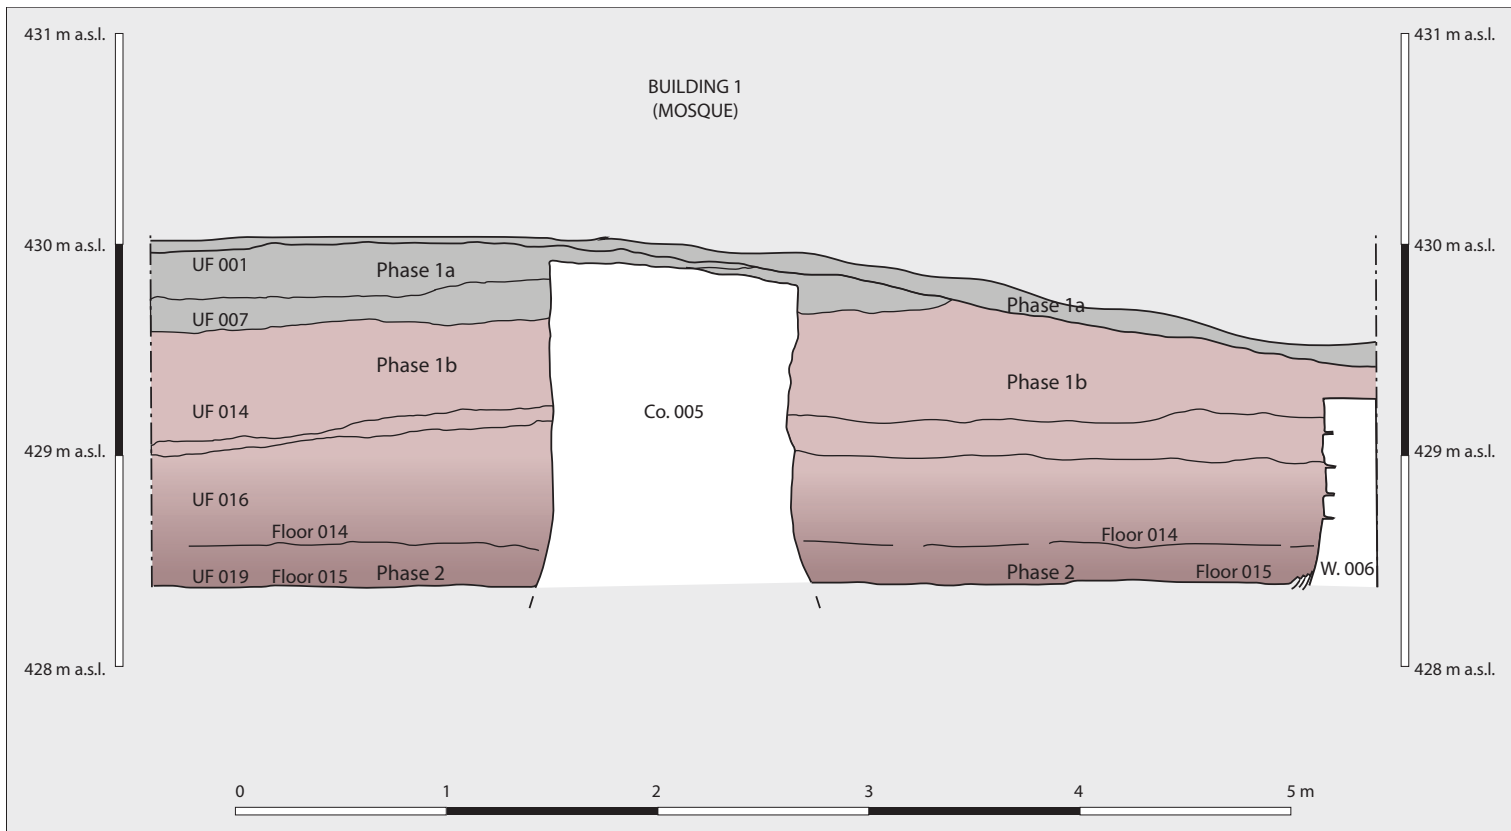 431 m a.s.l.
431 m a.s.l.
BUILDING 1
(MOSQUE)
430 m a.s.l.
430 m a.s.l.
UF 001
Phase 1a
Phase 1a
UF 007
Phase 1b
Phase 1b
UF 014
Co. 005
429 m a.s.l.
429 m a.s.l.
UF 016
Floor 014
Floor 014
UF 019
Floor 015
Phase 2
Phase 2
Floor 015
W. 006
428 m a.s.l.
428 m a.s.l.
0 1 2 3 4 5 m